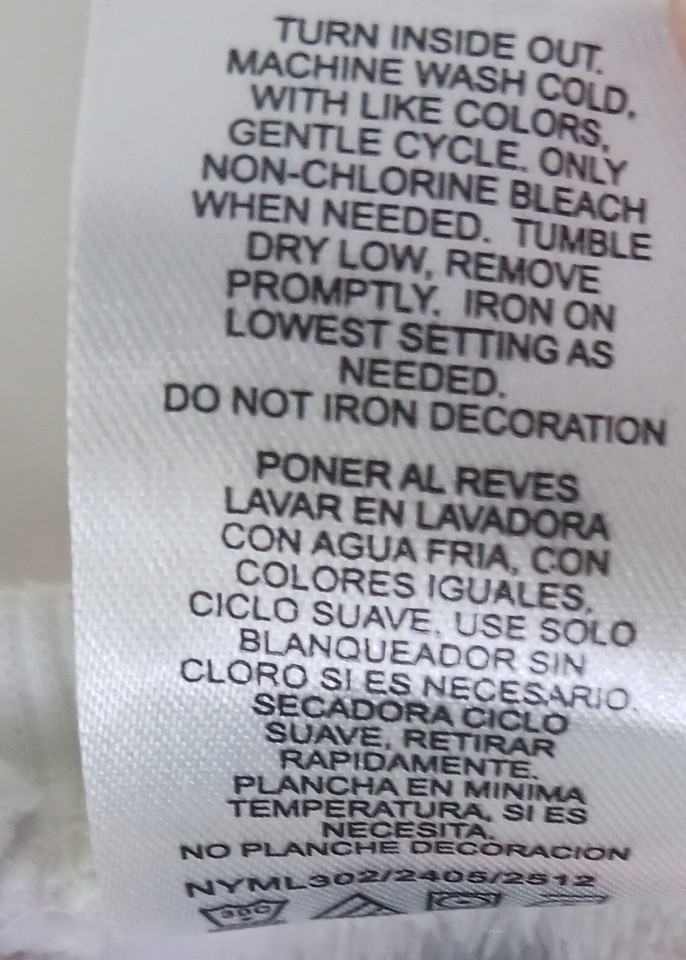 TURN INSIDE OUT.
MACHINE WASH COLD,
WITH LIKE COLORS,
GENTLE CYCLE. ONLY
NON-CHLORINE BLEACH
WHEN NEEDED. TUMBLE
DRY LOW, REMOVE
PROMPTLY. IRON ON
LOWEST SETTING AS
NEEDED.
DO NOT IRON DECORATION
PONER AL REVES
LAVAR EN LAVADORA
CON AGUA FRIA, CON
COLORES IGUALES,
CICLO SUAVE. USE SOLO
BLANQUEADOR SIN
CLORO SI ES NECESARIO.
SECADORA CICLO
SUAVE, RETIRAR
RAPIDAMENTE.
PLANCHA EN MINIMA
TEMPERATURA, SI ES
NECESITA.
NO PLANCHE DECORACION
NYML302/2405/2512
30C